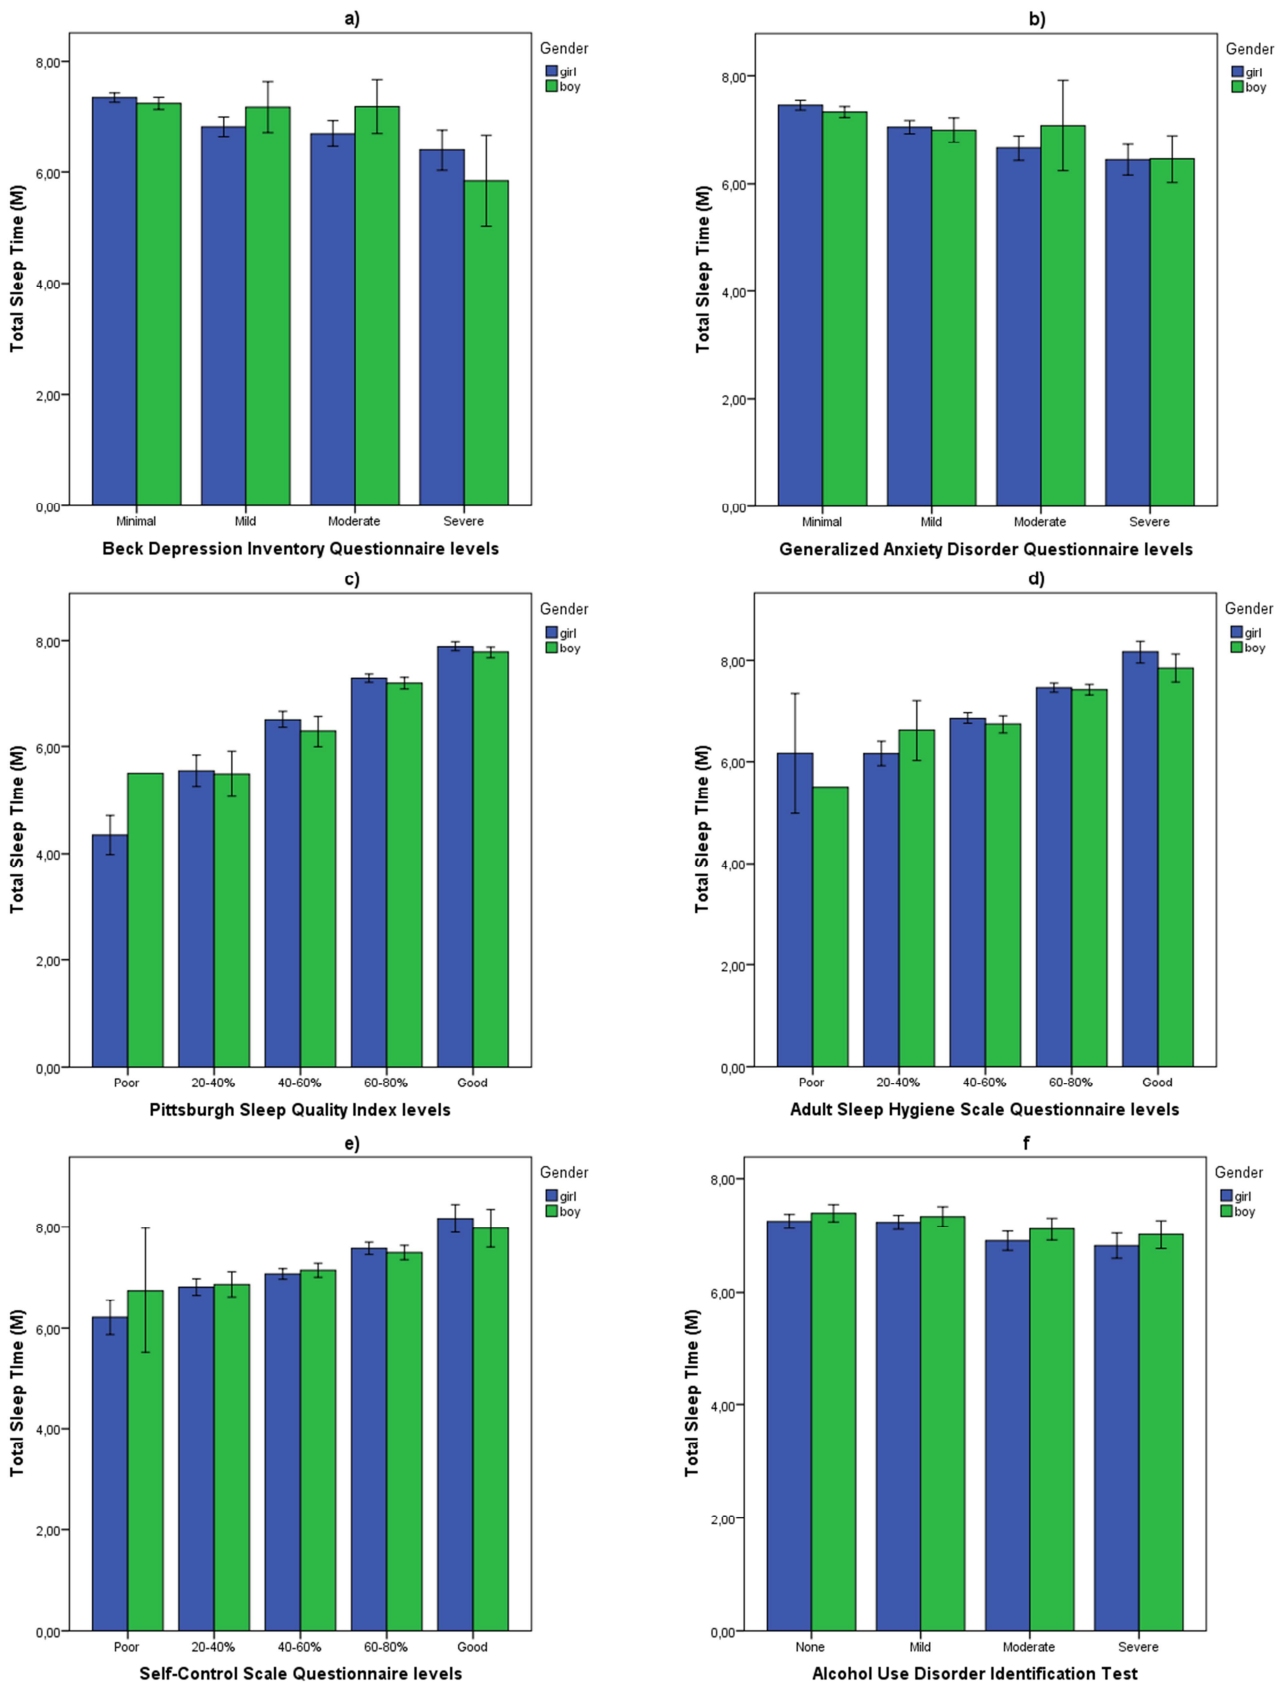 a)
Gender
girl
boy
8,00
6,00
4,00
2,00
0,00
Total Sleep Time (M)
Minimal Mild Moderate Severe
Beck Depression Inventory Questionnaire levels
b)
Gender
girl
boy
8,00
6,00
4,00
2,00
0,00
Total Sleep Time (M)
Minimal Mild Moderate Severe
Generalized Anxiety Disorder Questionnaire levels
c)
Gender
girl
boy
8,00
6,00
4,00
2,00
0,00
Total Sleep TIme (M)
Poor 20-40% 40-60% 60-80% Good
Pittsburgh Sleep Quality Index levels
d)
Gender
girl
boy
8,00
6,00
4,00
2,00
0,00
Total Sleep TIme (M)
Poor 20-40% 40-60% 60-80% Good
Adult Sleep Hygiene Scale Questionnaire levels
e)
Gender
girl
boy
8,00
6,00
4,00
2,00
0,00
Total Sleep TIme (M)
Poor 20-40% 40-60% 60-80% Good
Self-Control Scale Questionnaire levels
f
Gender
girl
boy
8,00
6,00
4,00
2,00
0,00
Total Sleep TIme (M)
None Mild Moderate Severe
Alcohol Use Disorder Identification Test